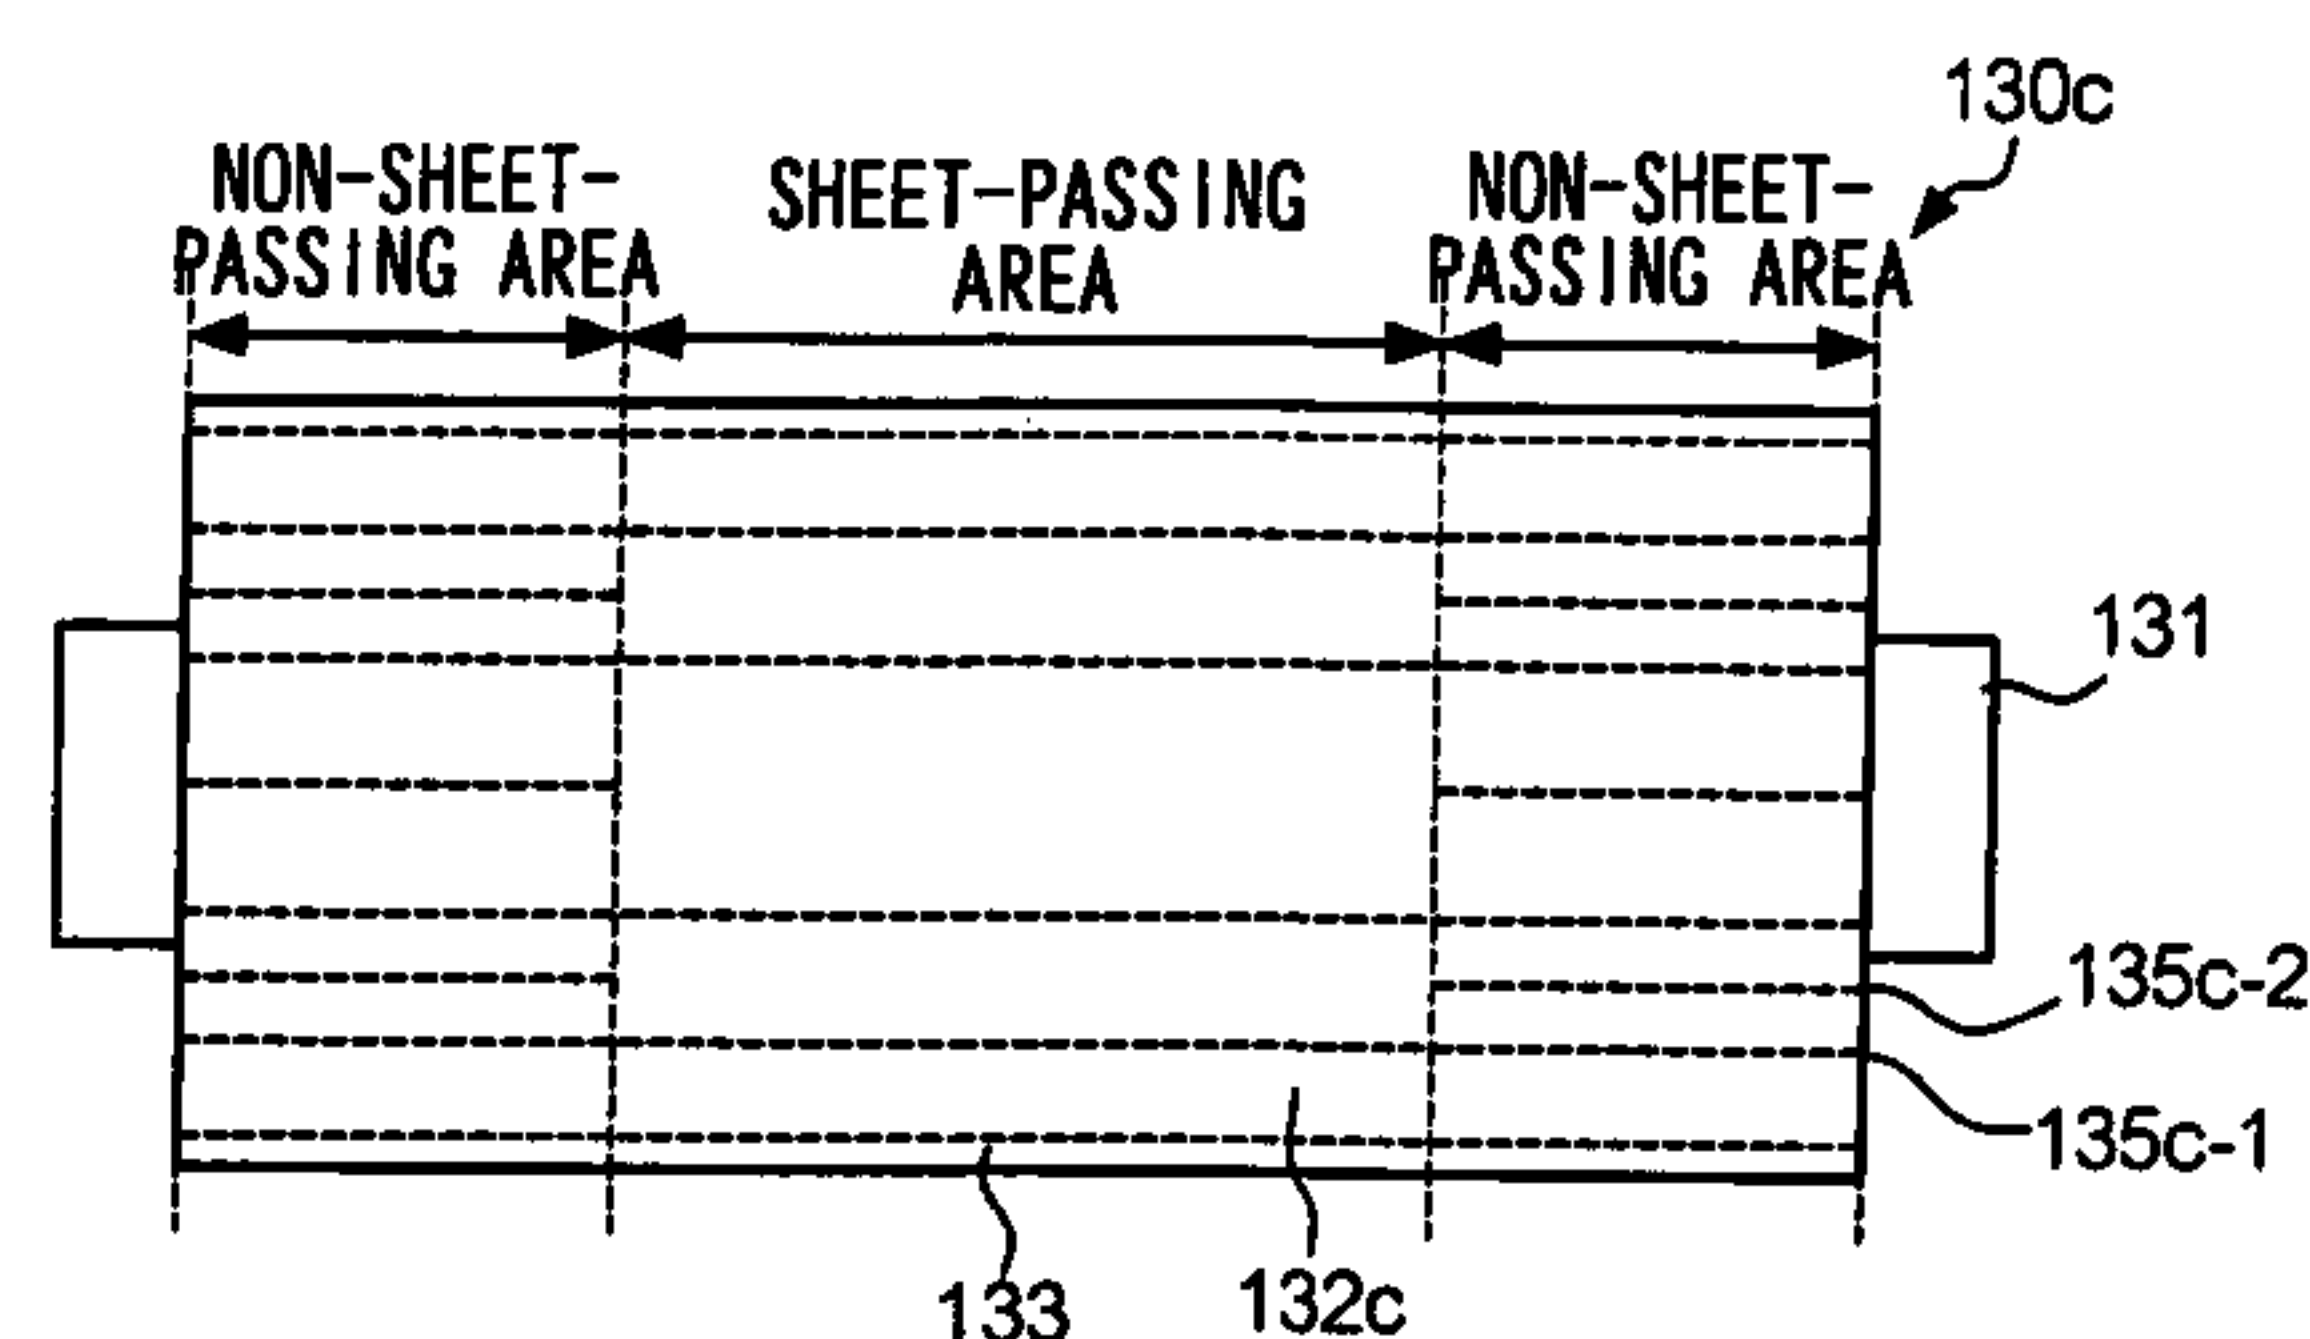 130c
NON-SHEET-
PASSING AREA
SHEET-PASSING
AREA
NON-SHEET-
PASSING AREA
131
135c-2
135c-1
133
132c